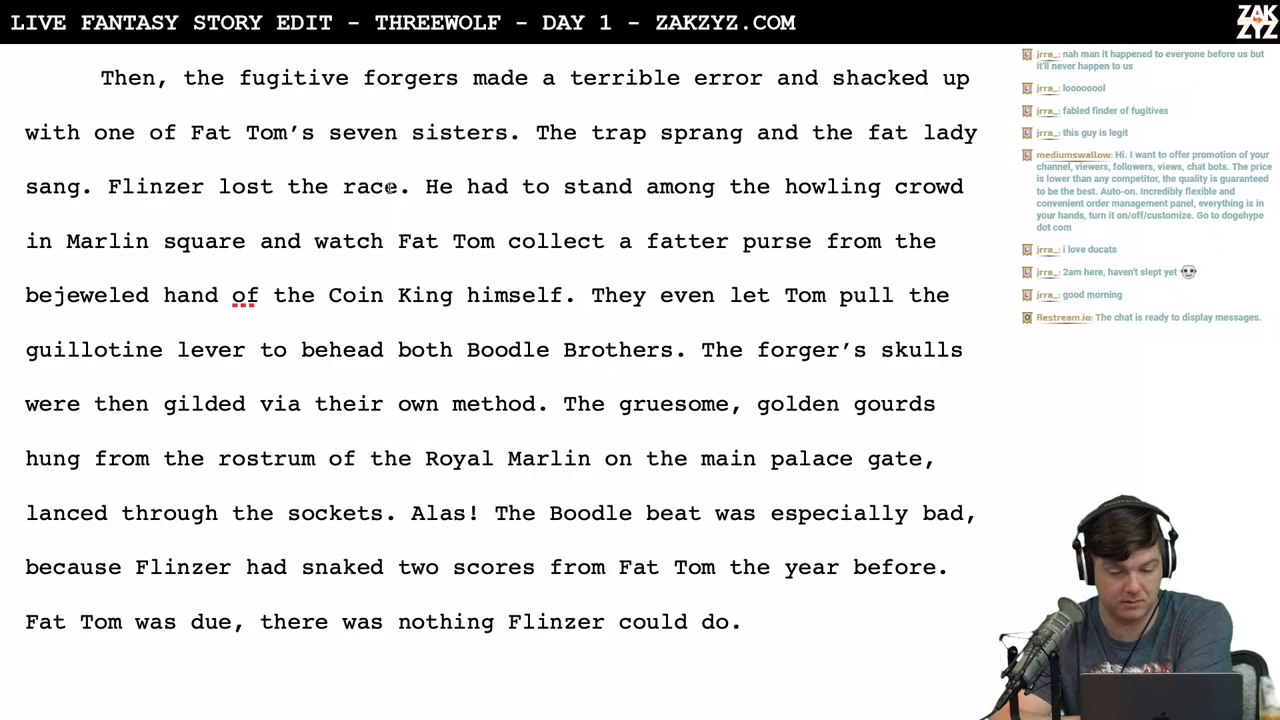 LIVE FANTASY STORY EDIT - THREEWOLF - DAY 1 - ZAKZYZ.COM
ZAK
ZYZ
Then, the fugitive forgers made a terrible error and shacked up
with one of Fat Tom’s seven sisters. The trap sprang and the fat lady
sang. Flinzer lost the race. He had to stand among the howling crowd
in Marlin square and watch Fat Tom collect a fatter purse from the
bejeweled hand of the Coin King himself. They even let Tom pull the
guillotine lever to behead both Boodle Brothers. The forger’s skulls
were then gilded via their own method. The gruesome, golden gourds
hung from the rostrum of the Royal Marlin on the main palace gate,
lanced through the sockets. Alas! The Boodle beat was especially bad,
because Flinzer had snaked two scores from Fat Tom the year before.
Fat Tom was due, there was nothing Flinzer could do.
jrra_: nah man it happened to everyone before us but
it'll never happen to us
jrra_: loooooool
jrra_: fabled finder of fugitives
jrra_: this guy is legit
mediumswallow: Hi. I want to offer promotion of your
channel, viewers, followers, views, chat bots. The price
is lower than any competitor, the quality is guaranteed
to be the best. Auto-on. Incredibly flexible and
convenient order management panel, everything is in
your hands, turn it on/off/customize. Go to dogehype
dot com
jrra_: i love ducats
jrra_: 2am here, haven't slept yet
jrra_: good morning
Restream.io: The chat is ready to display messages.